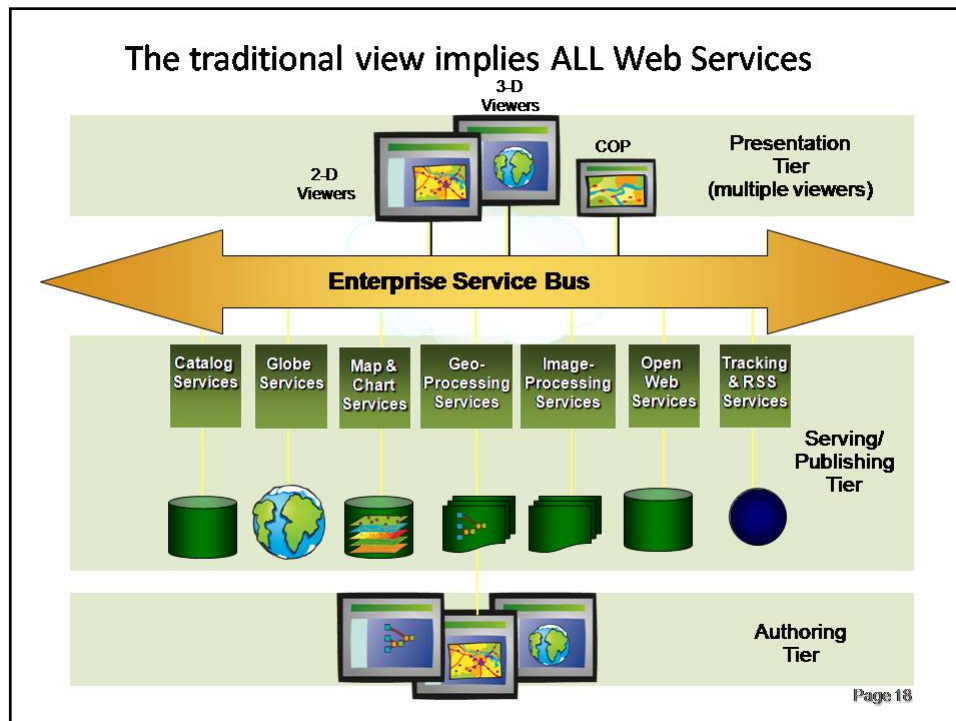 The traditional view implies ALL Web Services
3-D
Viewers
COP
2-D
Viewers
Presentation
Tier
(multiple viewers)
Enterprise Service Bus
Catalog
Services
Globe
Services
Map &
Chart
Services
Geo-
Processing
Services
Image-
Processing
Services
Open
Web
Services
Tracking
& RSS
Services
Serving/
Publishing
Tier
Authoring
Tier
Page 18